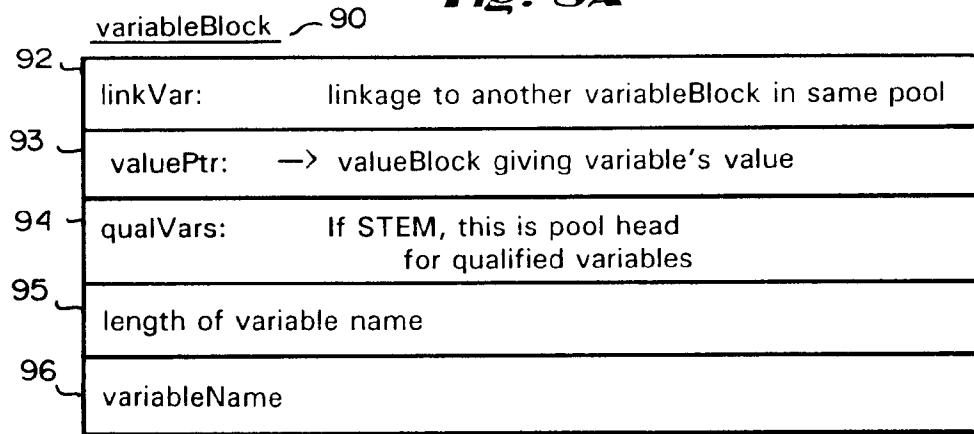 variableBlock 90
92
linkVar: linkage to another variableBlock in same pool
93
valuePtr: —> valueBlock giving variable's value
94
qualVars: If STEM, this is pool head
for qualified variables
95
length of variable name
96
variableName